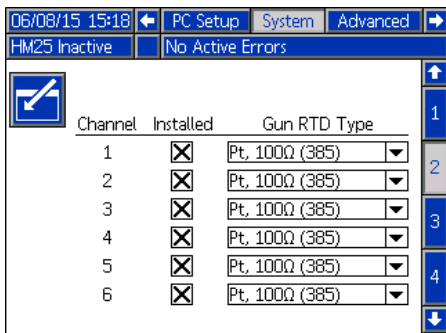 06/08/15 15:18 PC Setup System Advanced
HM25 Inactive No Active Errors
1
Channel Installed Gun RTD Type
1 Pt, 100Ω (385)
2 Pt, 100Ω (385)
2
3 Pt, 100Ω (385)
3
4 Pt, 100Ω (385)
5 Pt, 100Ω (385)
4
6 Pt, 100Ω (385)